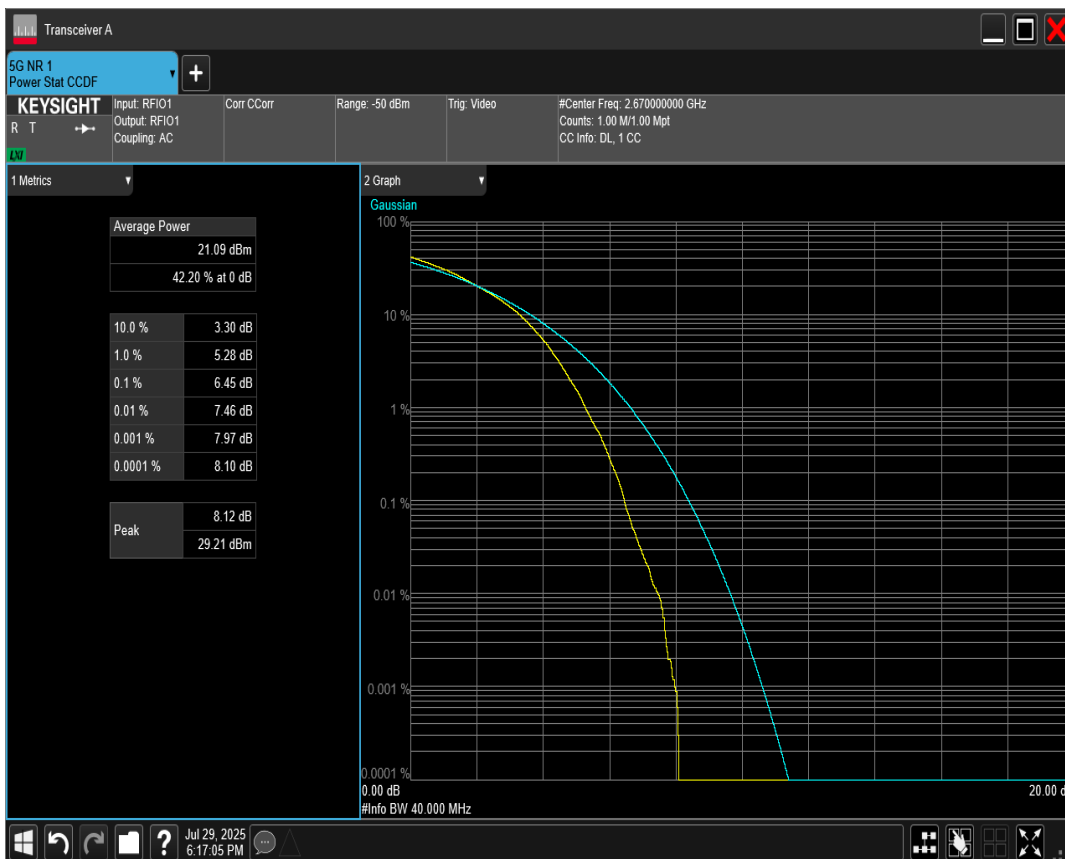 Transceiver A
5G NR 1
Power Stat CCDF
+
KEYSIGHT
R T
LXI
Input: RFIO1
Output: RFIO1
Coupling: AC
Corr CCorr
Range: -50 dBm
Trig: Video
#Center Freq: 2.670000000 GHz
Counts: 1.00 M/1.00 Mpt
CC Info: DL, 1 CC
1 Metrics
Average Power
21.09 dBm
42.20 % at 0 dB
10.0 % 3.30 dB
1.0 % 5.28 dB
0.1 % 6.45 dB
0.01 % 7.46 dB
0.001 % 7.97 dB
0.0001 % 8.10 dB
Peak
8.12 dB
29.21 dBm
2 Graph
Gaussian
100 %
10 %
1 %
0.1 %
0.01 %
0.001 %
0.0001 %
0.00 dB 20.00 d
#Info BW 40.000 MHz
?
Jul 29, 2025
6:17:05 PM